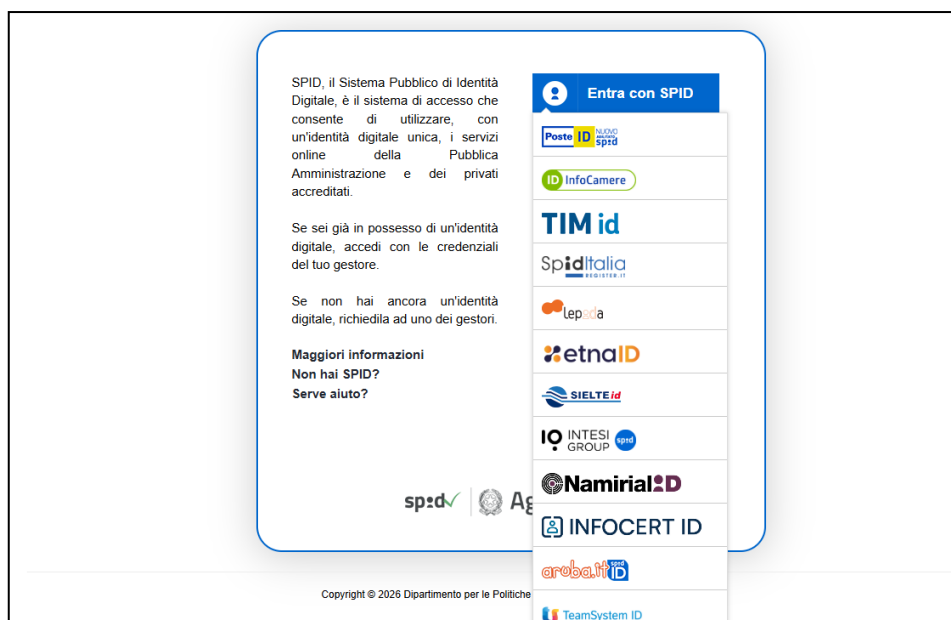 SPID, il Sistema Pubblico di Identità
Digitale, è il sistema di accesso che
consente di utilizzare, con
un'identità digitale unica, i servizi
online della Pubblica
Amministrazione e dei privati
accreditati.
Se sei già in possesso di un'identità
digitale, accedi con le credenziali
del tuo gestore.
Se non hai ancora un'identità
digitale, richiedila ad uno dei gestori.
Maggiori informazioni
Non hai SPID?
Serve aiuto?
Entra con SPID
Poste ID NUOVO
spid
ID InfoCamere
TIM id
SpidItalia
REGISTER.IT
Lepida
etnaID
SIELTE id
IQ INTESI
GROUP spid
Namirial ID
INFOCERT ID
aruba.it spid
ID
TeamSystem ID
spid Ag
Copyright © 2026 Dipartimento per le Politiche